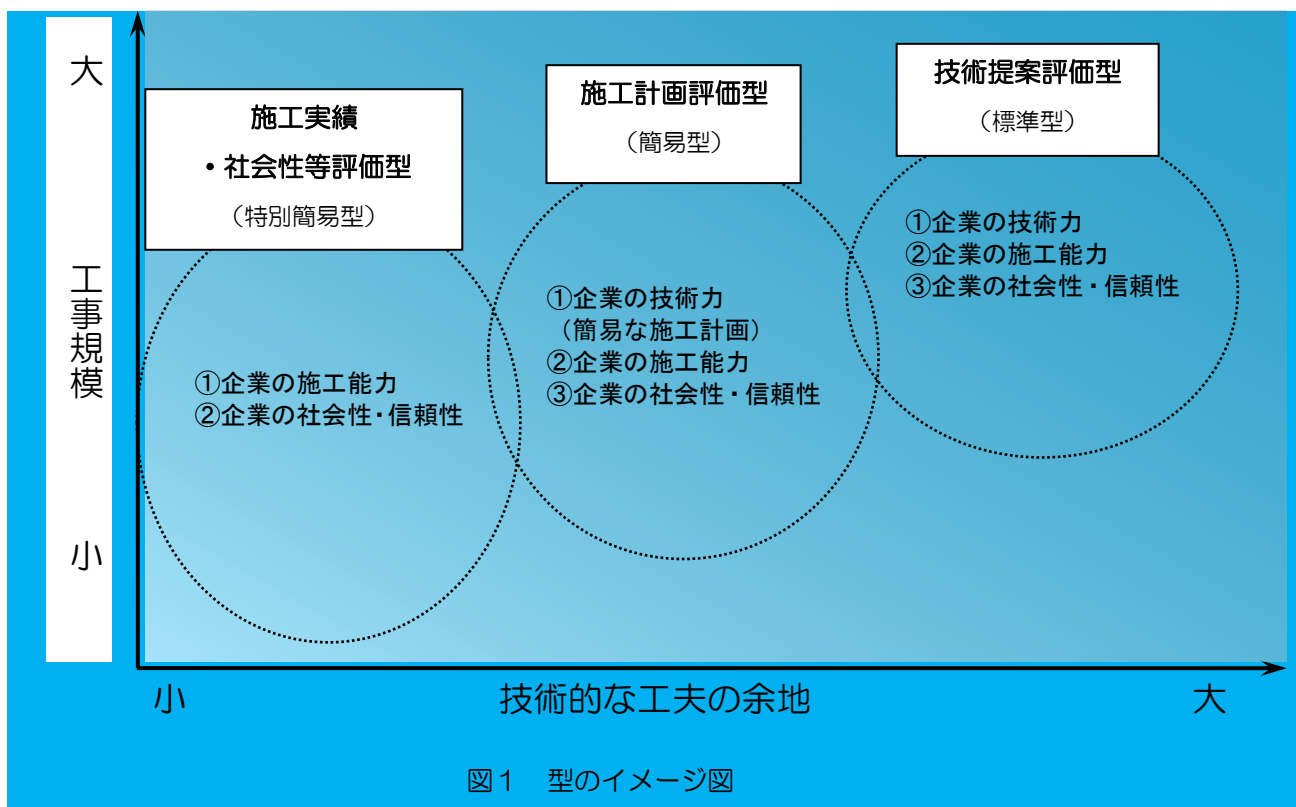 大
工事規模
小
施工実績
・社会性等評価型
（特別簡易型）
①企業の施工能力
②企業の社会性・信頼性
施工計画評価型
（簡易型）
①企業の技術力
（簡易な施工計画）
②企業の施工能力
③企業の社会性・信頼性
技術提案評価型
（標準型）
①企業の技術力
②企業の施工能力
③企業の社会性・信頼性
小
技術的な工夫の余地
大
図１　型のイメージ図